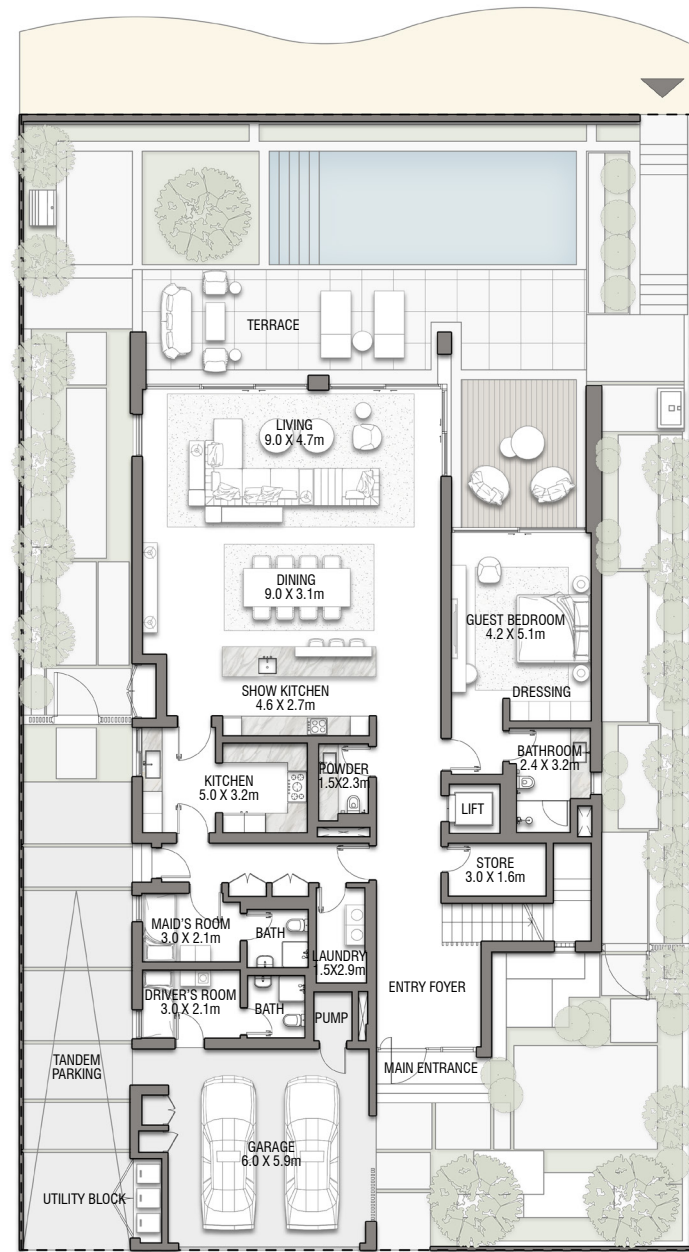 TERRACE
LIVING
9.0 X 4.7m
DINING
9.0 X 3.1m
GUEST BEDROOM
4.2 X 5.1m
DRESSING
SHOW KITCHEN
4.6 X 2.7m
BATHROOM
2.4 X 3.2m
POWDER
1.5X2.3m
KITCHEN
5.0 X 3.2m
LIFT
STORE
3.0 X 1.6m
MAID'S ROOM
3.0 X 2.1m
BATH
LAUNDRY
1.5X2.9m
ENTRY FOYER
DRIVER'S ROOM
3.0 X 2.1m
BATH
PUMP
MAIN ENTRANCE
TANDEM
PARKING
GARAGE
6.0 X 5.9m
UTILITY BLOCK